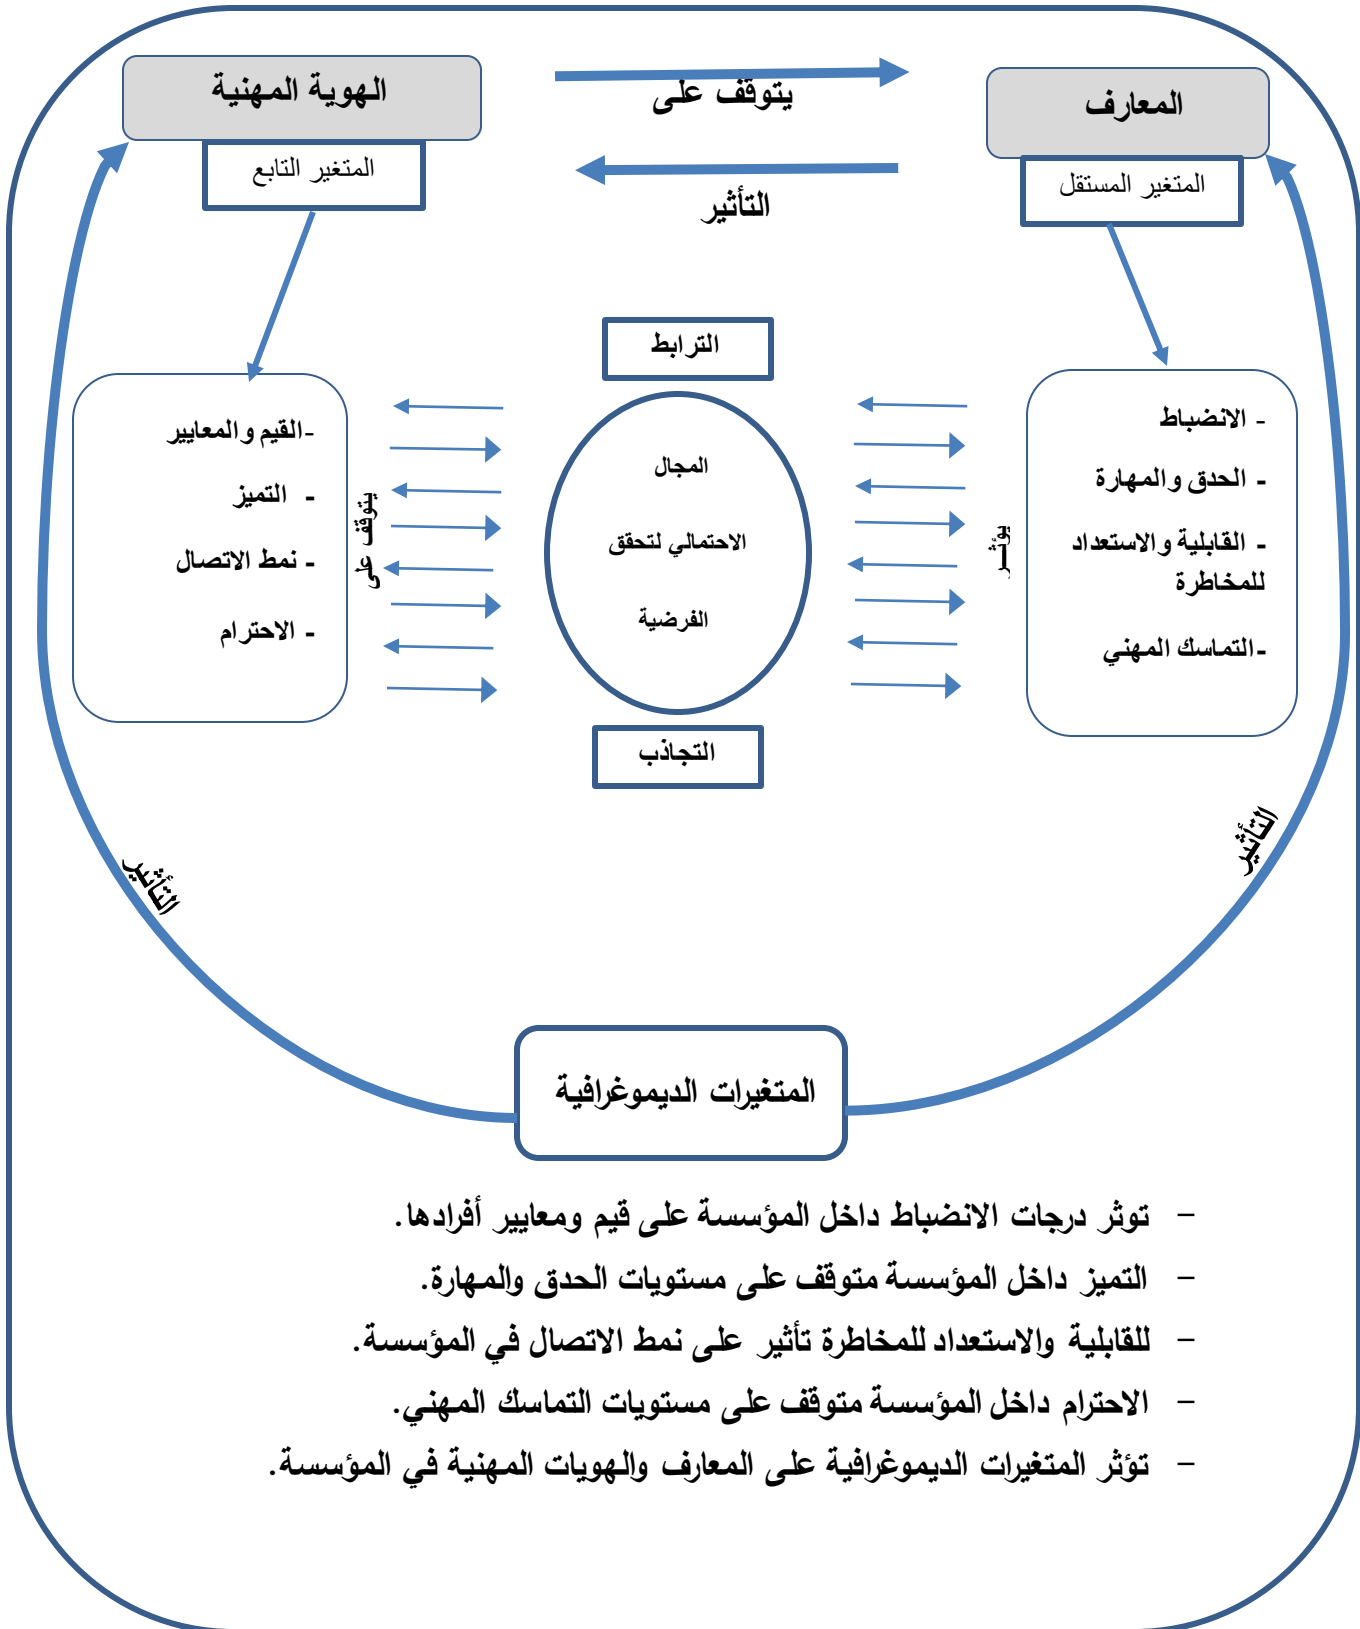 المعارف
يتوقف على
الهوية المهنية
المتغير المستقل
التأثير
المتغير التابع
الترابط
- الانضباط
- الحدق والمهارة
- القابلية والاستعداد
للمخاطرة
-التماسك المهني
يؤثر
المجال
الاحتمالي لتحقق
الفرضية
يتوقف على
-القيم والمعايير
- التميز
- نمط الاتصال
- الاحترام
التجاذب
التأثير
التأثير
المتغيرات الديموغرافية
- توثر درجات الانضباط داخل المؤسسة على قيم ومعايير أفرادها.
- التميز داخل المؤسسة متوقف على مستويات الحدق والمهارة.
- للقابلية والاستعداد للمخاطرة تأثير على نمط الاتصال في المؤسسة.
- الاحترام داخل المؤسسة متوقف على مستويات التماسك المهني.
- تؤثر المتغيرات الديموغرافية على المعارف والهويات المهنية في المؤسسة.